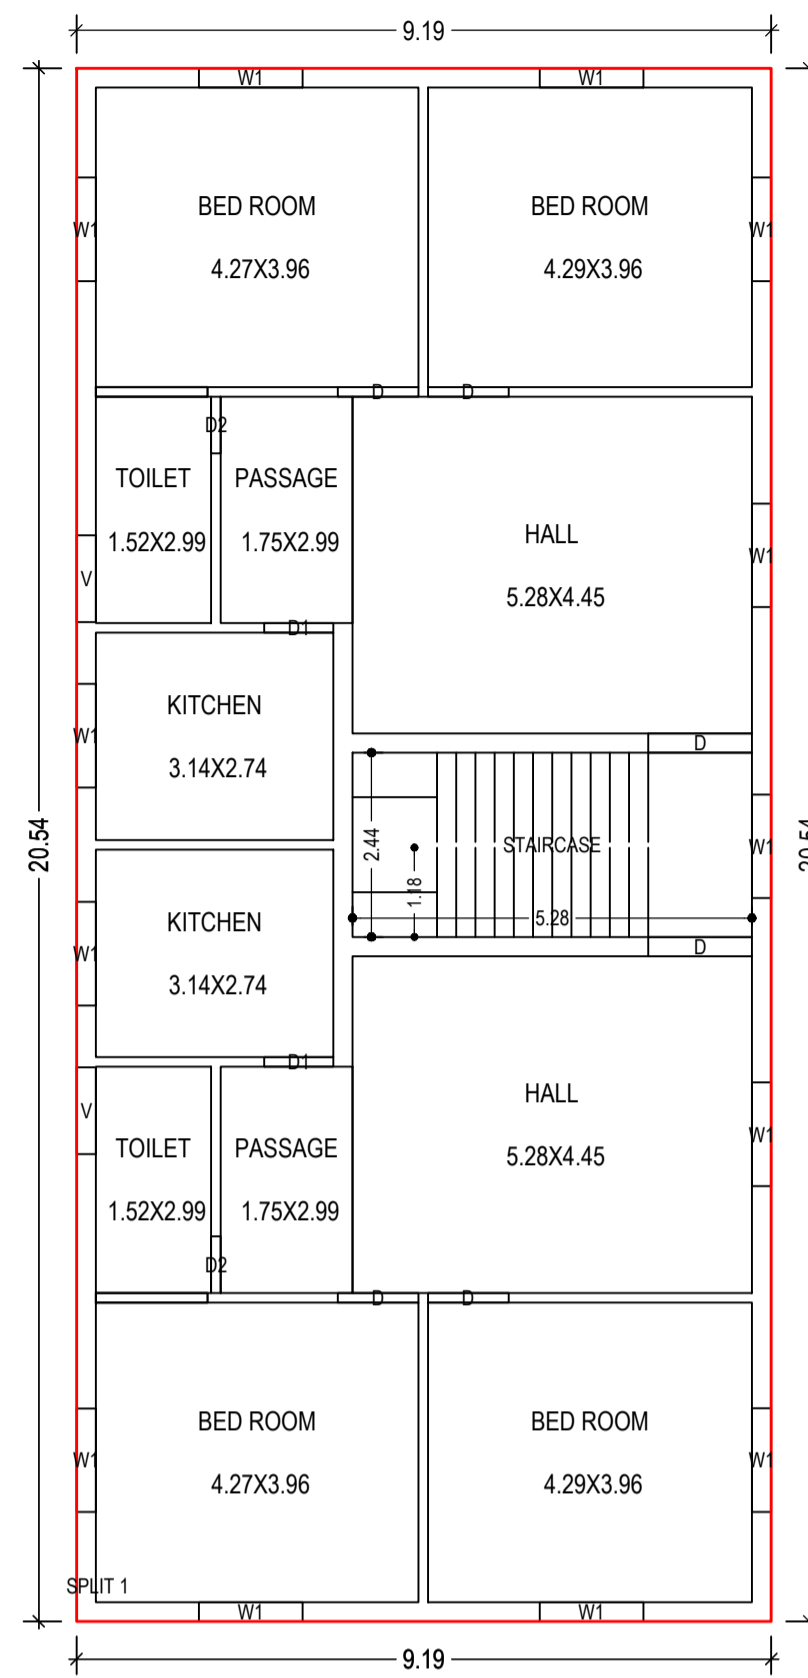 9.19
W1
W1
BED ROOM
BED ROOM
W1
W1
4.27X3.96
4.29X3.96
D
D
D2
TOILET
PASSAGE
HALL
1.52X2.99
1.75X2.99
W1
V
5.28X4.45
D1
KITCHEN
W1
D
3.14X2.74
20.54
2.44
STAIRCASE
W1
20.54
1.18
KITCHEN
5.28
W1
D
3.14X2.74
D1
HALL
V
W1
TOILET
PASSAGE
5.28X4.45
1.52X2.99
1.75X2.99
D2
D
D
BED ROOM
BED ROOM
W1
W1
4.27X3.96
4.29X3.96
SPLIT 1
W1
W1
9.19